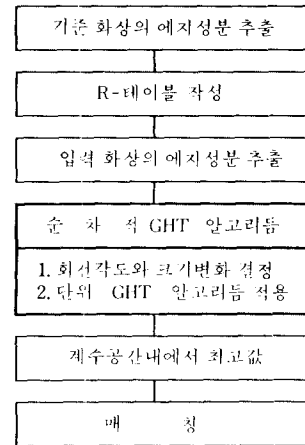 기준 화상의 에지성분 추출
R-테이블 작성
입력 화상의 에지성분 추출
순 차 적 GHT 알고리듬
1. 회전각도와 크기변화 결정
2. 단위 GHT 알고리듬 적용
계수공간내에서 최고값
매 칭